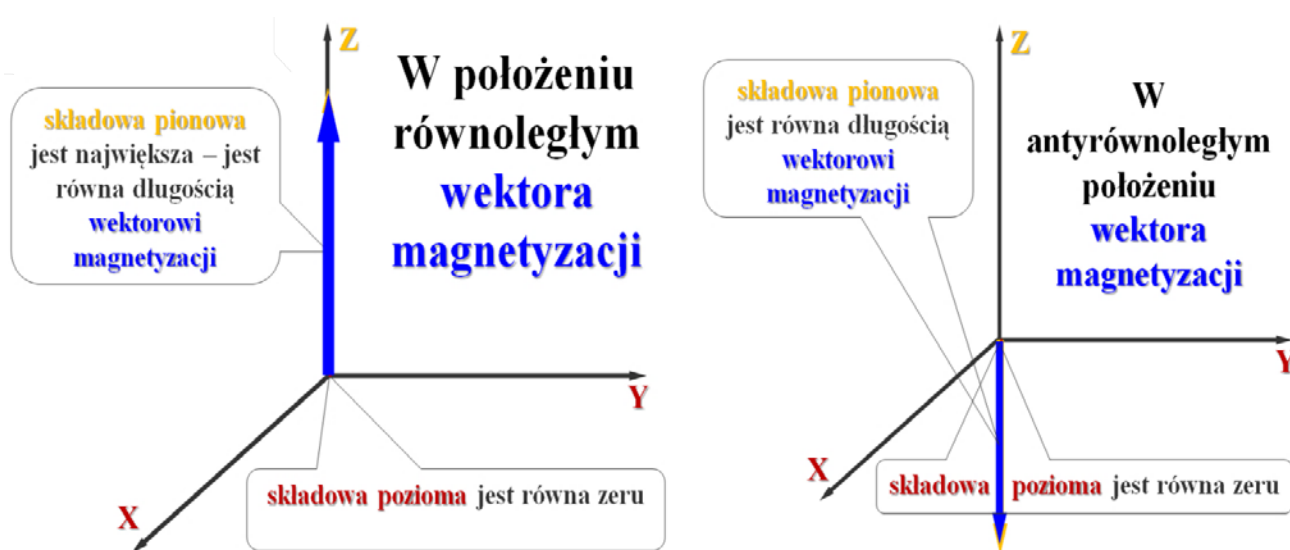 Z
W położeniu
równoległym
wektora
magnetyzacji
składowa pionowa
jest największa – jest
równa długością
wektorowi
magnetyzacji
Y
X
składowa pozioma jest równa zeru
Z
składowa pionowa
jest równa długością
wektorowi
magnetyzacji
W
antyrównoległym
położeniu
wektora
magnetyzacji
Y
X
składowa pozioma jest równa zeru